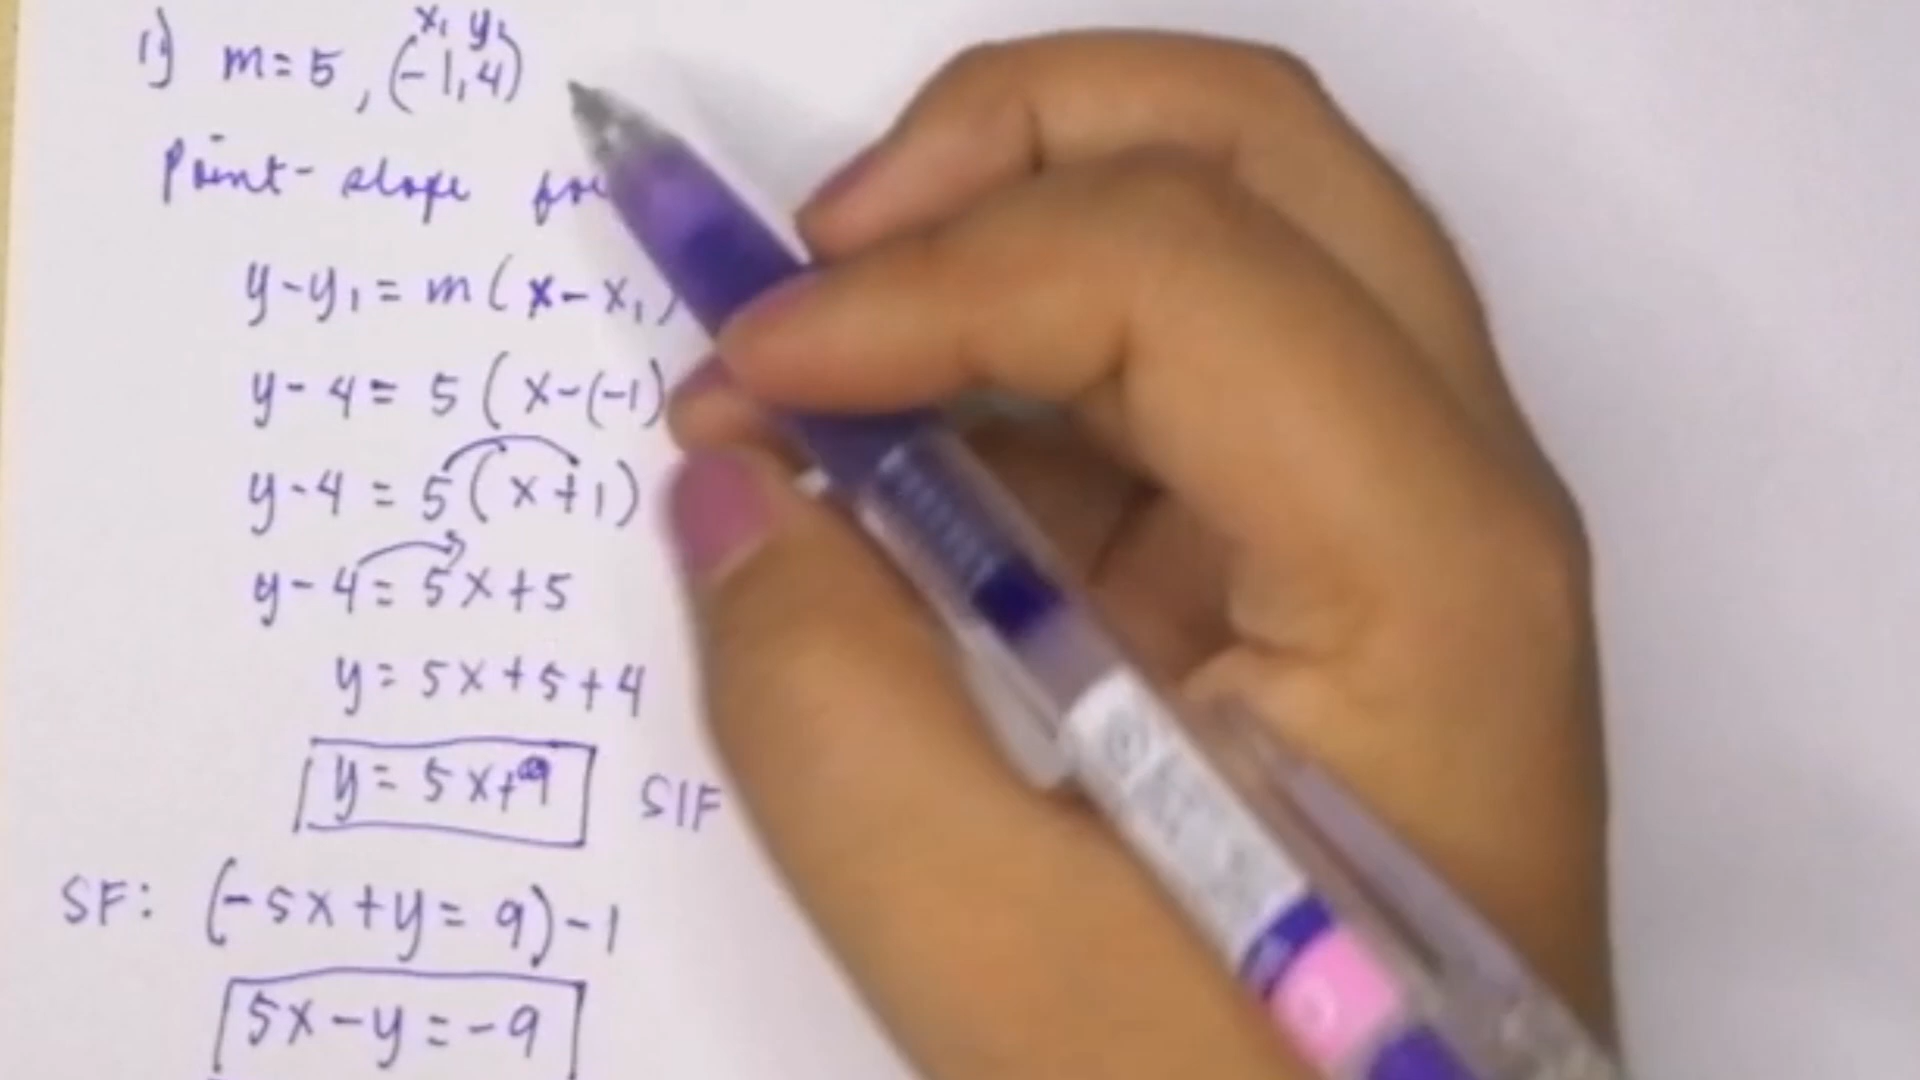 x₁ y₁
1) m = 5, (-1, 4)
Point-slope
y - y₁ = m(x - x₁)
y - 4 = 5(x - (-1)
y - 4 = 5(x + 1)
y - 4 = 5x + 5
y = 5x + 5 + 4
y = 5x + 9 SIF
SF: (-5x + y = 9) -1
5x - y = -9